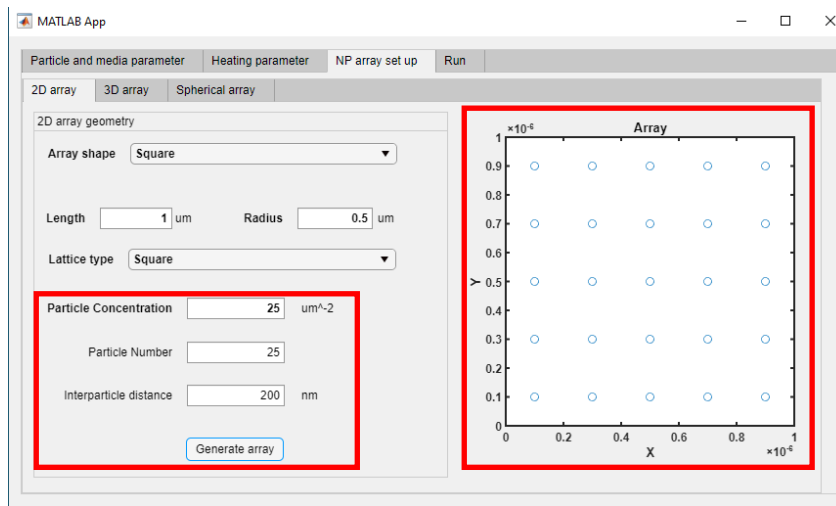 MATLAB App
Particle and media parameter Heating parameter NP array set up Run
2D array 3D array Spherical array
2D array geometry
Array shape Square
Length 1 um Radius 0.5 um
Lattice type Square
Particle Concentration 25 um^-2
Particle Number 25
Interparticle distance 200 nm
Generate array
×10⁻⁶ Array
1
0.9
0.8
0.7
0.6
Y 0.5
0.4
0.3
0.2
0.1
0
0 0.2 0.4 0.6 0.8 1
X ×10⁻⁶